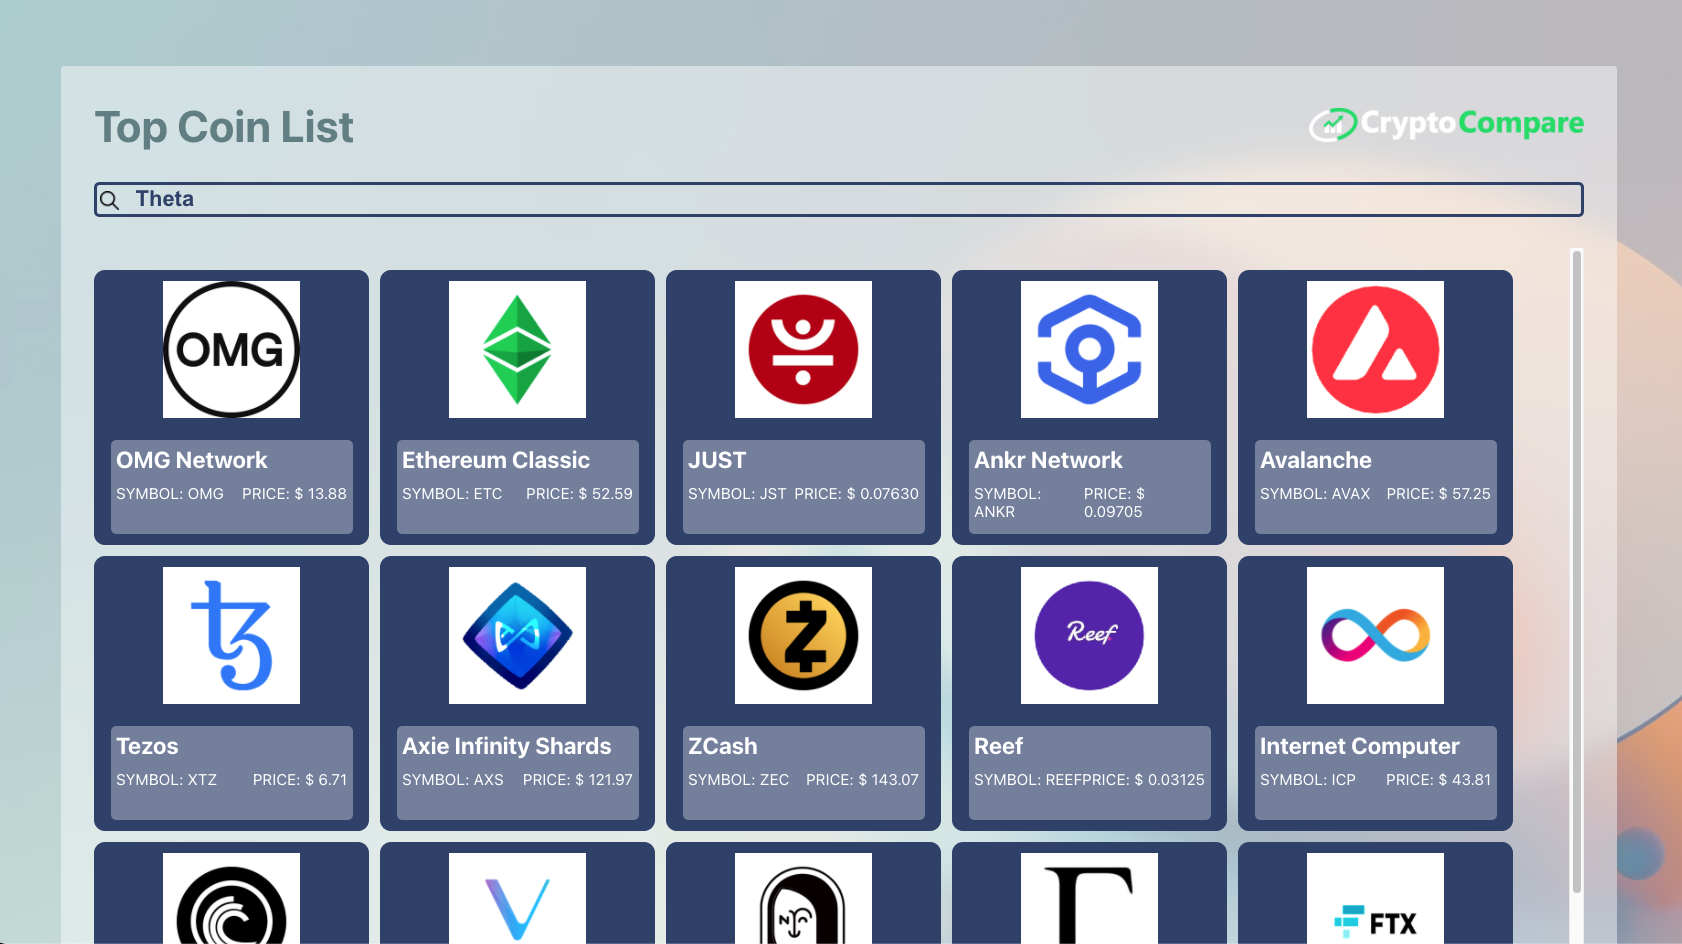 Top Coin List
CryptoCompare
Theta
OMG
OMG Network
SYMBOL: OMG PRICE: $ 13.88
Ethereum Classic
SYMBOL: ETC PRICE: $ 52.59
JUST
SYMBOL: JST PRICE: $ 0.07630
Ankr Network
SYMBOL: ANKR
PRICE: $ 0.09705
Avalanche
SYMBOL: AVAX PRICE: $ 57.25
Tezos
SYMBOL: XTZ PRICE: $ 6.71
Axie Infinity Shards
SYMBOL: AXS PRICE: $ 121.97
ZCash
SYMBOL: ZEC PRICE: $ 143.07
Reef
Reef
SYMBOL: REEFPRICE: $ 0.03125
Internet Computer
SYMBOL: ICP PRICE: $ 43.81
NYC
FTX